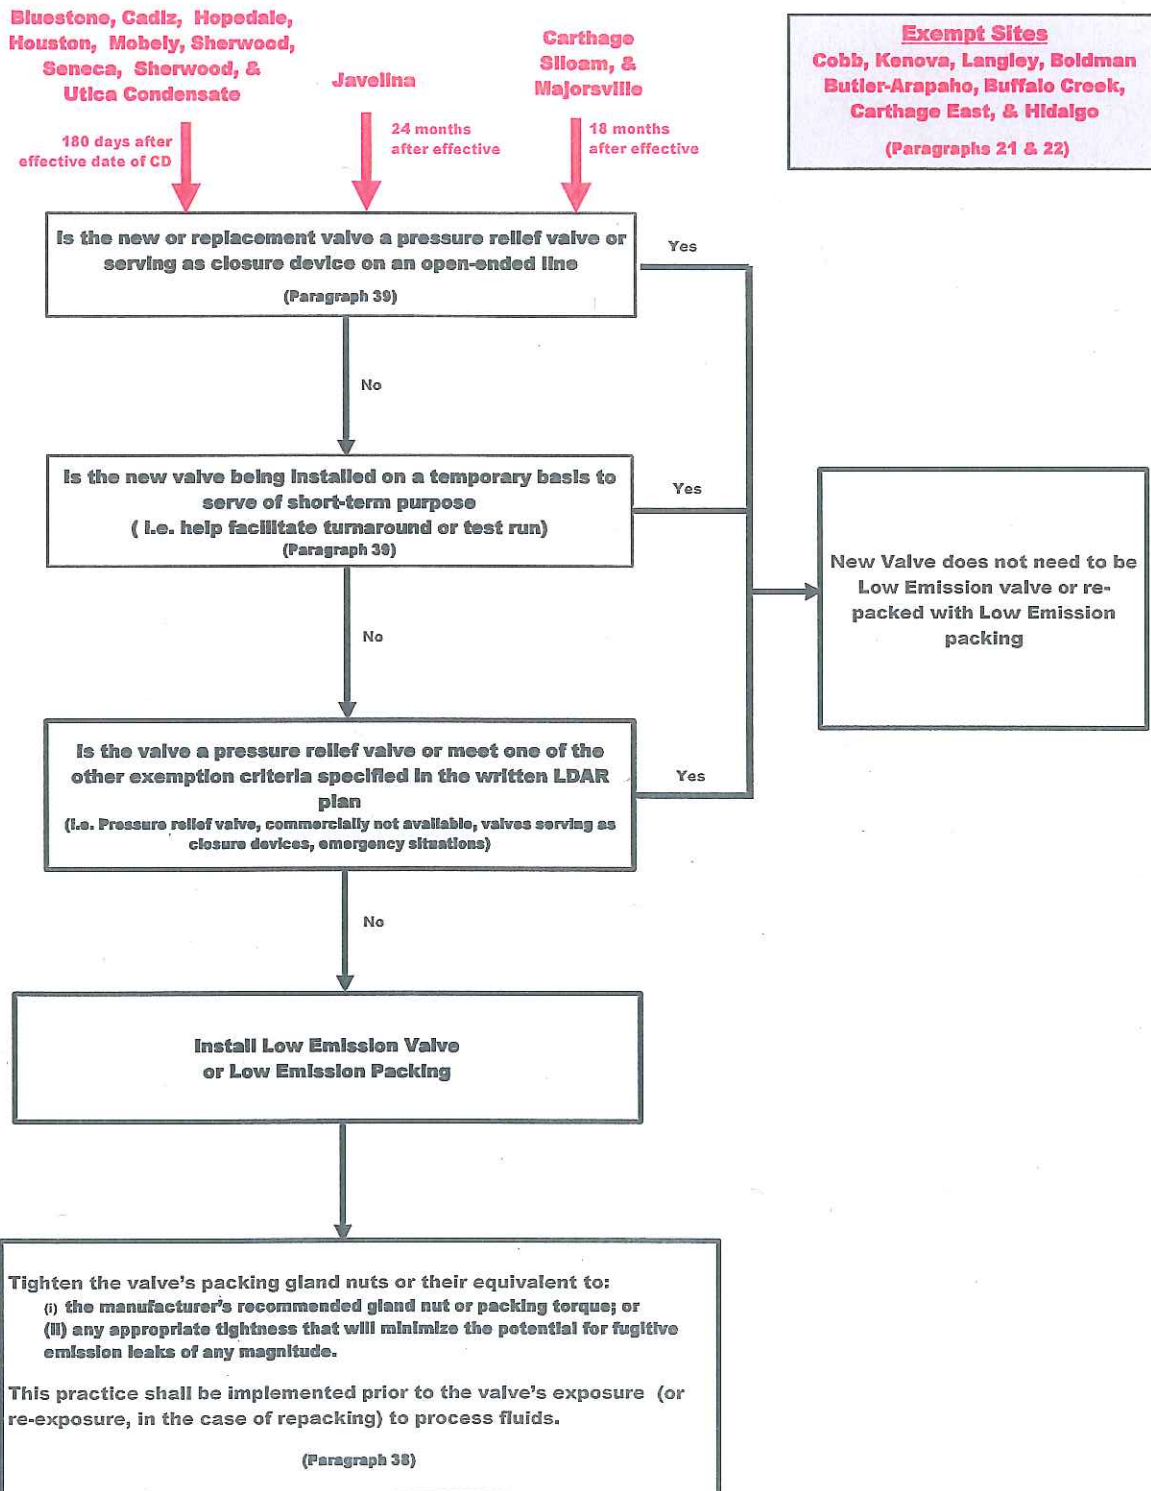 Bluestone, Cadiz, Hopedale,
Houston, Mobely, Sherwood,
Seneca, Sherwood, &
Utica Condensate
180 days after
effective date of CD
Javelina
24 months
after effective
Carthage
Siloam, &
Majorsville
18 months
after effective
Exempt Sites
Cobb, Kenova, Langley, Boldman
Butler-Arapaho, Buffalo Creek,
Carthage East, & Hidalgo
(Paragraphs 21 & 22)
Is the new or replacement valve a pressure relief valve or
serving as closure device on an open-ended line
(Paragraph 39)
Yes
No
Is the new valve being installed on a temporary basis to
serve of short-term purpose
( i.e. help facilitate turnaround or test run)
(Paragraph 39)
Yes
No
New Valve does not need to be
Low Emission valve or re-
packed with Low Emission
packing
Is the valve a pressure relief valve or meet one of the
other exemption criteria specified in the written LDAR
plan
(i.e. Pressure relief valve, commercially not available, valves serving as
closure devices, emergency situations)
Yes
No
Install Low Emission Valve
or Low Emission Packing
Tighten the valve's packing gland nuts or their equivalent to:
(i) the manufacturer's recommended gland nut or packing torque; or
(ii) any appropriate tightness that will minimize the potential for fugitive
emission leaks of any magnitude.
This practice shall be implemented prior to the valve's exposure (or
re-exposure, in the case of repacking) to process fluids.
(Paragraph 38)